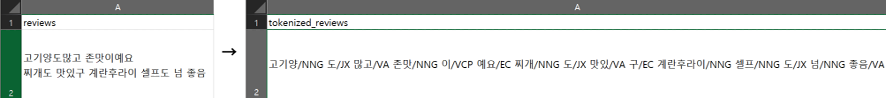 A
1 reviews
고기양도많고 존맛이예요
찌개도 맛있구 계란후라이 셀프도 넘 좋음
2
→
A
1 tokenized_reviews
고기양/NNG 도/JX 많고/VA 존맛/NNG 이/VCP 예요/EC 찌개/NNG 도/JX 맛있/VA 구/EC 계란후라이/NNG 셀프/NNG 도/JX 넘/NNG 좋음/VA
2